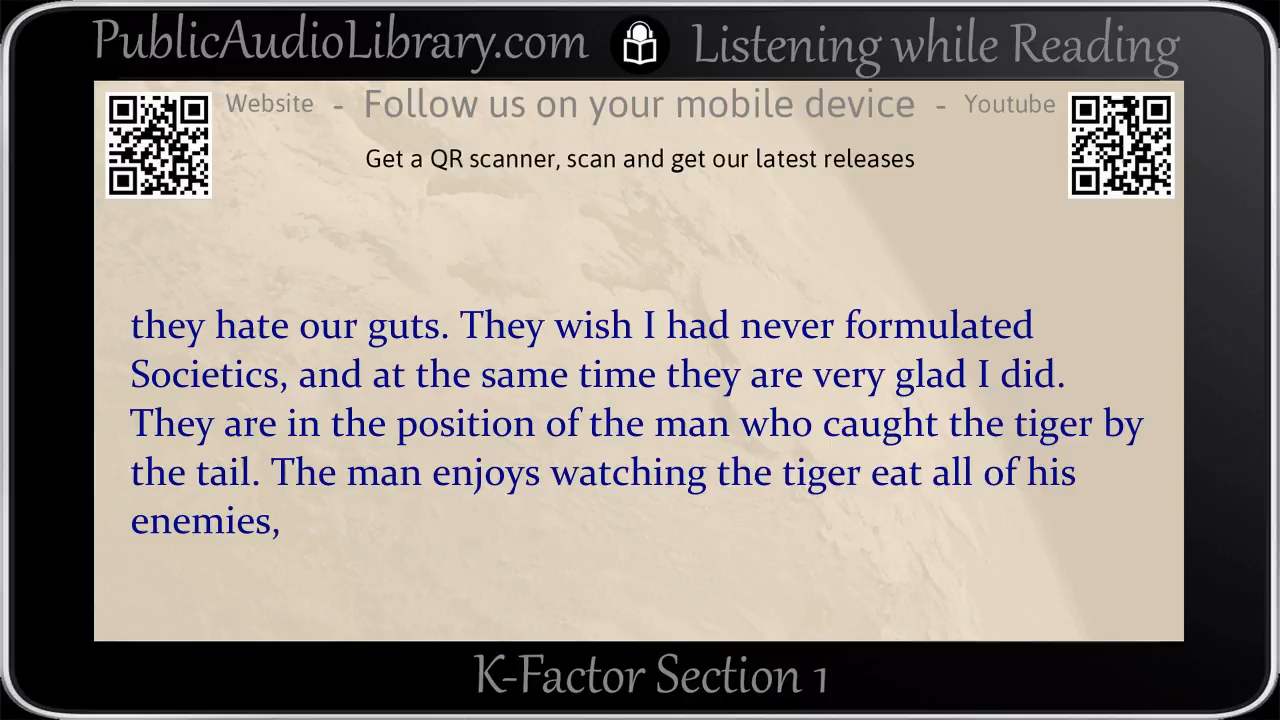 PublicAudioLibrary.com Listening while Reading
Website - Follow us on your mobile device - Youtube
Get a QR scanner, scan and get our latest releases
they hate our guts. They wish I had never formulated
Societics, and at the same time they are very glad I did.
They are in the position of the man who caught the tiger by
the tail. The man enjoys watching the tiger eat all of his
enemies,
K-Factor Section 1